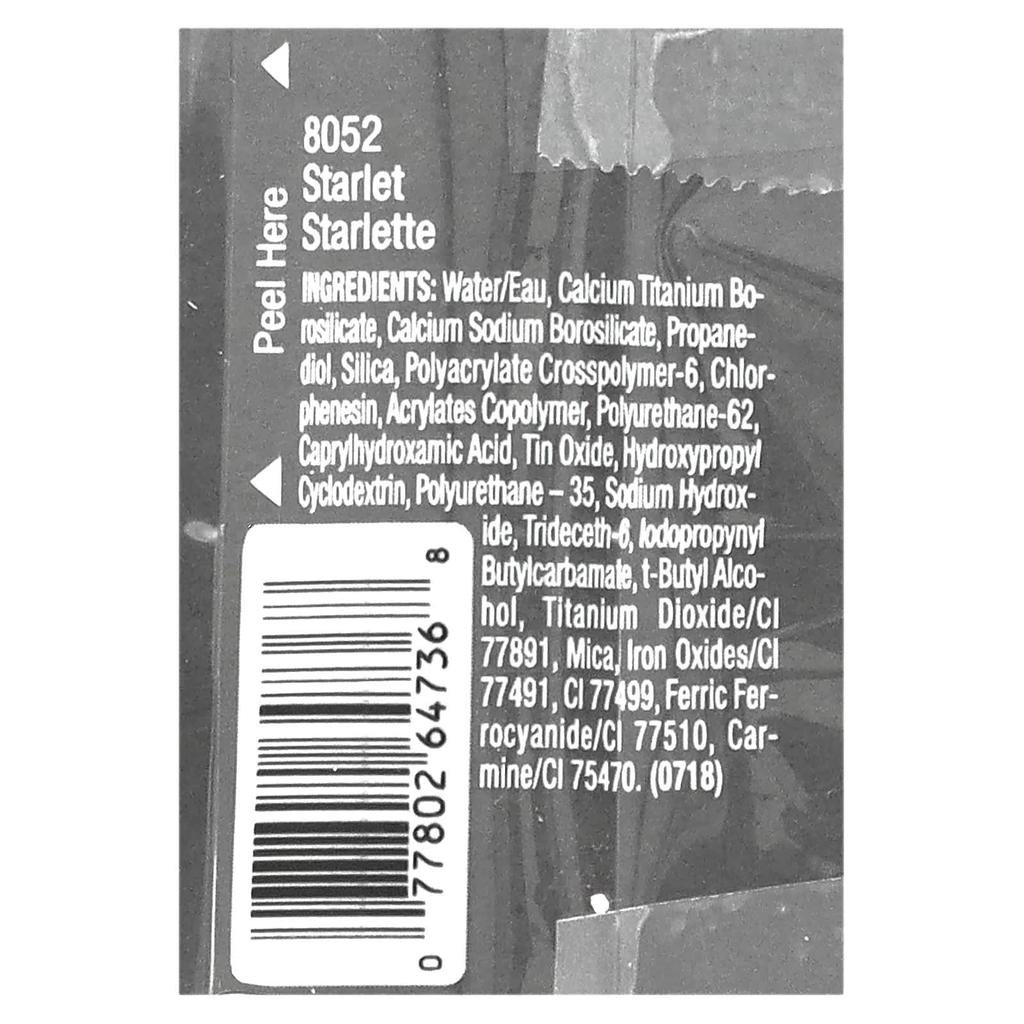 Peel Here
8052
Starlet
Starlette
INGREDIENTS: Water/Eau, Calcium Titanium Bo-
rosilicate, Calcium Sodium Borosilicate, Propane-
diol, Silica, Polyacrylate Crosspolymer-6, Chlor-
phenesin, Acrylates Copolymer, Polyurethane-62,
Caprylhydroxamic Acid, Tin Oxide, Hydroxypropyl
Cyclodextrin, Polyurethane – 35, Sodium Hydrox-
ide, Trideceth-6, Iodopropynyl
Butylcarbamate, t-Butyl Alco-
hol, Titanium Dioxide/CI
77891, Mica, Iron Oxides/CI
77491, CI 77499, Ferric Fer-
rocyanide/CI 77510, Car-
mine/CI 75470. (0718)
0 77802 64736 8